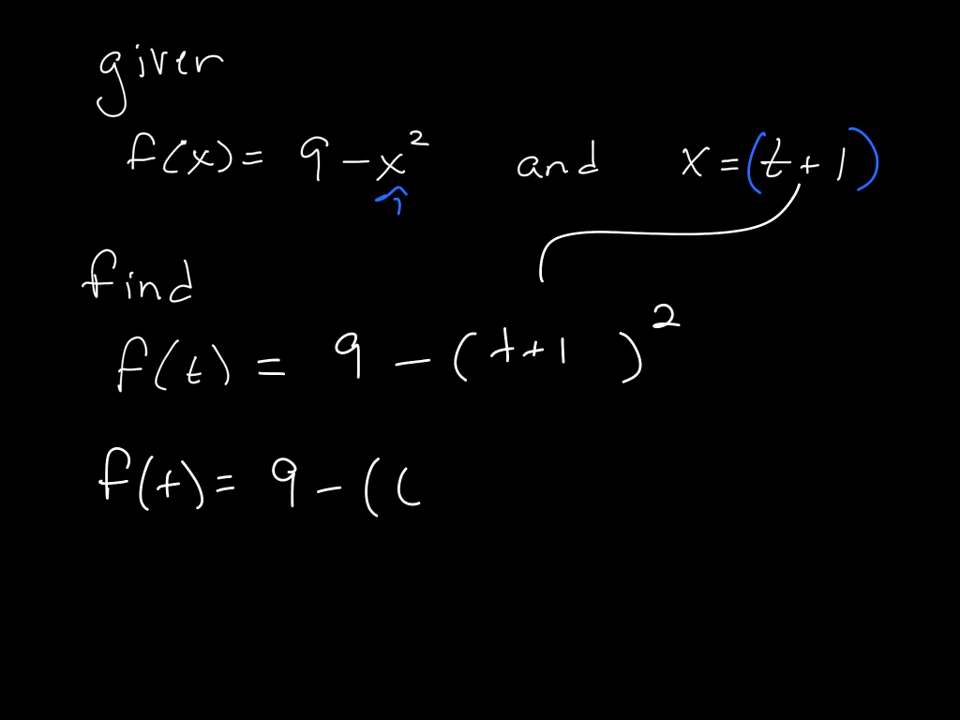 given
f(x) = 9 - x² and x = (t + 1)
find
f(t) = 9 - (t+1 )²
f(t) = 9 - ((